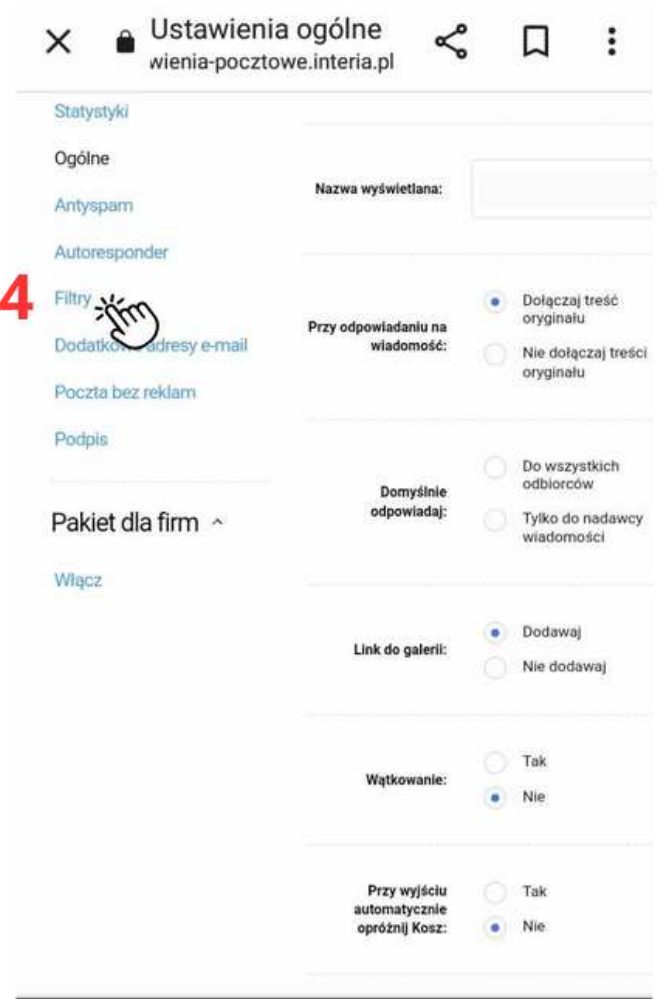 Ustawienia ogólne
wienia-pocztowe.interia.pl
Statystyki
Ogólne
Antyspam
Autoresponder
4
Filtry
Dodatkowe adresy e-mail
Poczta bez reklam
Podpis
Pakiet dla firm
Włącz
Nazwa wyświetlana:
Przy odpowiadaniu na
wiadomość:
Dołączaj treść
oryginału
Nie dołączaj treści
oryginału
Domyślnie
odpowiadaj:
Do wszystkich
odbiorców
Tylko do nadawcy
wiadomości
Link do galerii:
Dodawaj
Nie dodawaj
Wątkowanie:
Tak
Nie
Przy wyjściu
automatycznie
opróżnij Kosz:
Tak
Nie